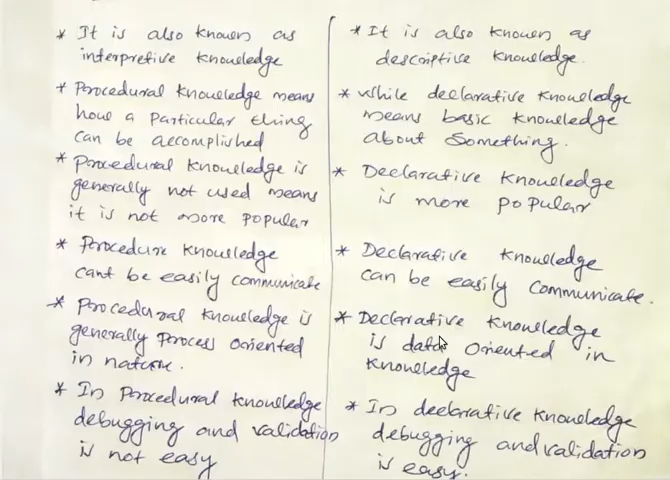 * It is also known as
interpretive knowledge
* Procedural knowledge means
how a particular thing
can be accomplished
* Procedural knowledge is
generally not used means
it is not more popular
* Procedure knowledge
cant be easily communicate
* Procedural knowledge is
generally process oriented
in nature.
* In Procedural knowledge
debugging and validation
is not easy
* It is also known as
descriptive knowledge.
* While declarative knowledge
means basic knowledge
about something.
* Declarative knowledge
is more popular
* Declarative knowledge
can be easily communicate.
* Declarative knowledge
is data oriented in
knowledge
* In declarative knowledge
debugging and validation
is easy.